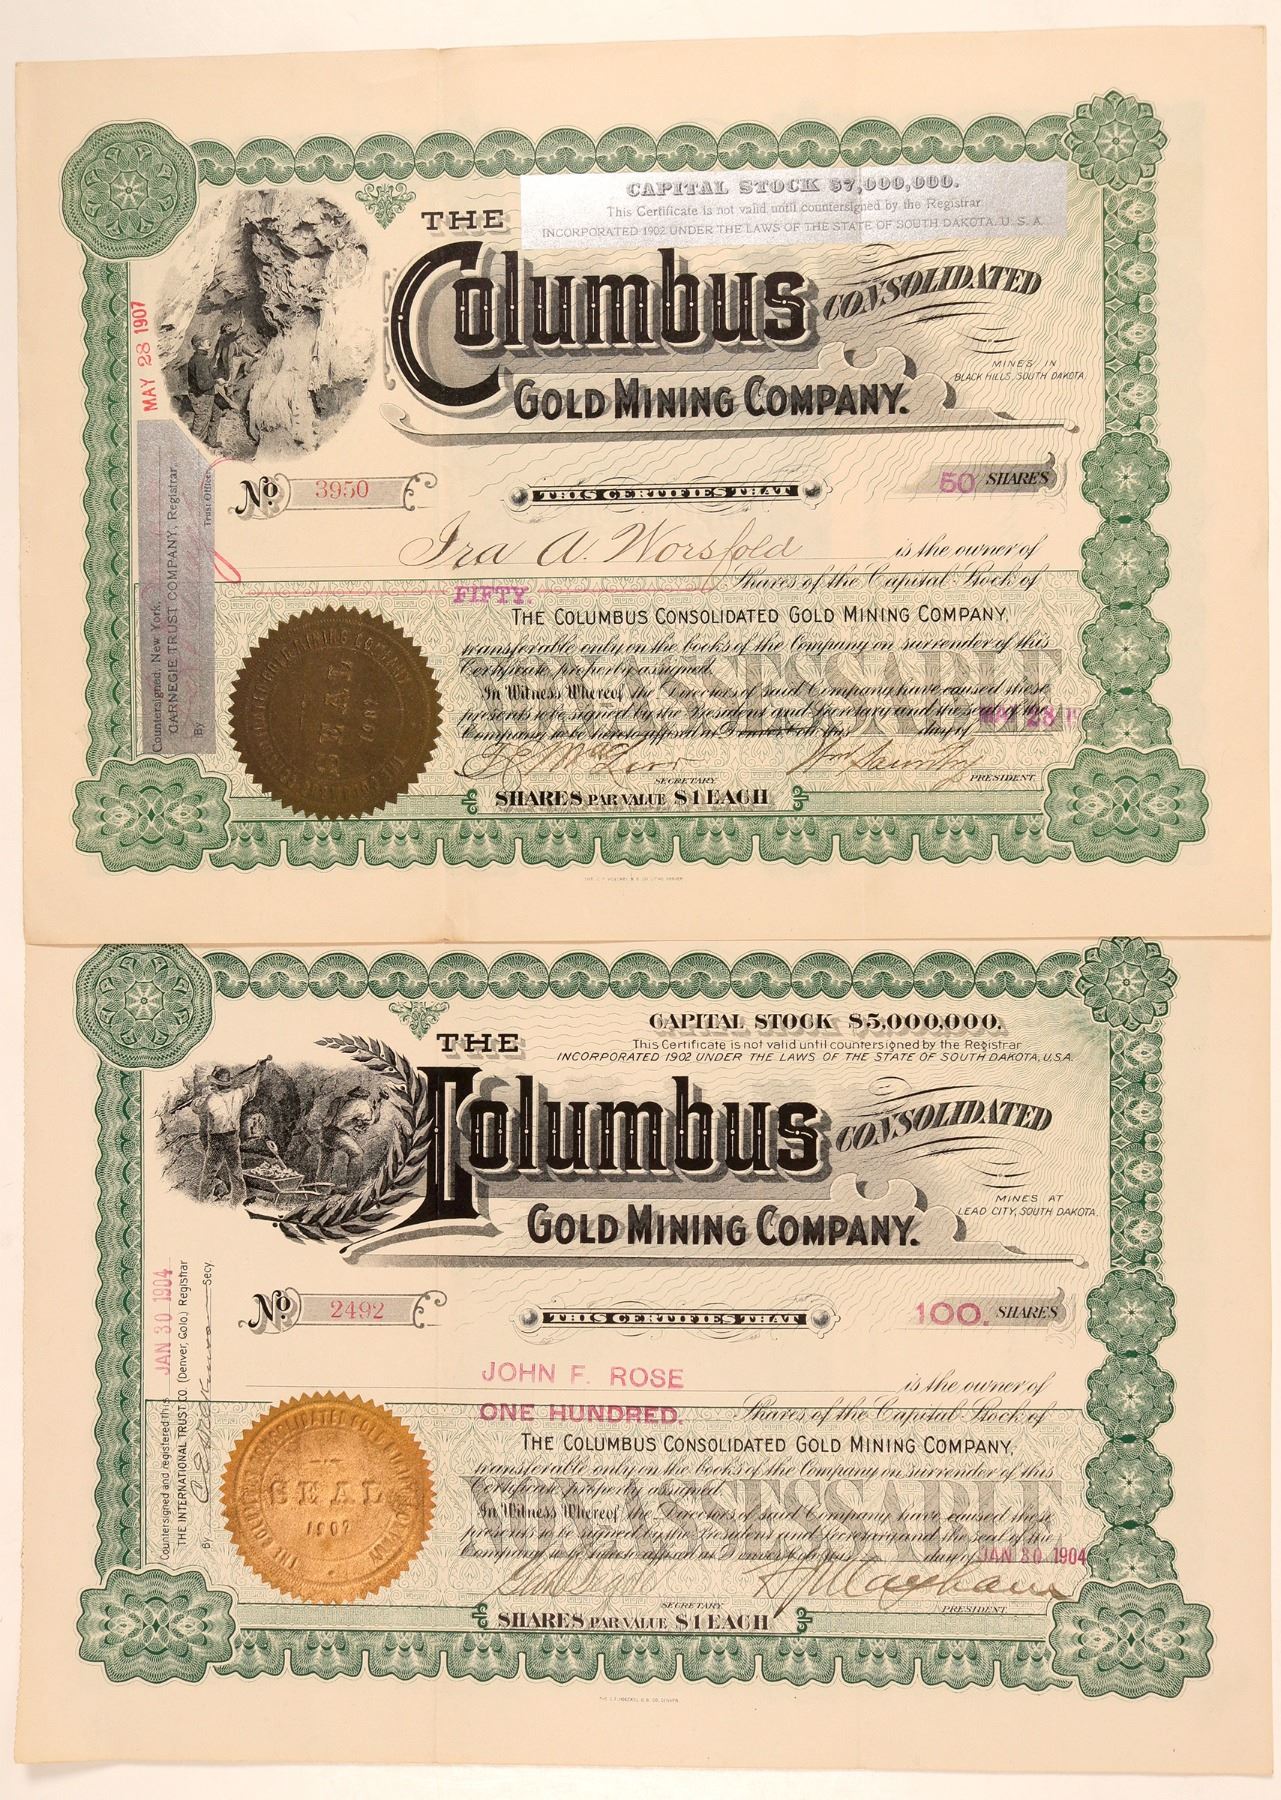 CAPITAL STOCK $7,000,000.
This Certificate is not valid until countersigned by the Registrar
INCORPORATED 1902 UNDER THE LAWS OF THE STATE OF SOUTH DAKOTA, U.S.A.
THE
Columbus CONSOLIDATED
MINES IN
BLACK HILLS, SOUTH DAKOTA
GOLD MINING COMPANY.
MAY 28 1907
No. 3950
THIS CERTIFIES THAT
50 SHARES
Ira A. Worsfold is the owner of
FIFTY. Shares of the Capital Stock of
THE COLUMBUS CONSOLIDATED GOLD MINING COMPANY,
transferable only on the books of the Company on surrender of this
Certificate properly assigned.
In Witness Whereof the Directors of said Company have caused these
presents to be signed by the President and Secretary and the seal of the
Company to be hereto affixed at Denver Colo. this day of MAY 28
NON-ASSESSABLE
SECRETARY
PRESIDENT
SHARES PAR VALUE $1 EACH
Countersigned, New York,
CARNEGIE TRUST COMPANY, Registrar
By Trust Officer
SEAL
CAPITAL STOCK $5,000,000.
This Certificate is not valid until countersigned by the Registrar
INCORPORATED 1902 UNDER THE LAWS OF THE STATE OF SOUTH DAKOTA, U.S.A.
THE
Columbus CONSOLIDATED
MINES AT
LEAD CITY, SOUTH DAKOTA.
GOLD MINING COMPANY.
JAN 30 1904
No. 2492
THIS CERTIFIES THAT
100. SHARES
JOHN F. ROSE is the owner of
ONE HUNDRED. Shares of the Capital Stock of
THE COLUMBUS CONSOLIDATED GOLD MINING COMPANY,
transferable only on the books of the Company on surrender of this
Certificate properly assigned.
In Witness Whereof the Directors of said Company have caused these
presents to be signed by the President and Secretary and the seal of the
Company to be hereto affixed at Denver Colo. this day of JAN 30 1904
NON-ASSESSABLE
SECRETARY
PRESIDENT
SHARES PAR VALUE $1 EACH
Countersigned and registered this
THE INTERNATIONAL TRUST CO (Denver, Colo.) Registrar
By Secy.
SEAL
1902